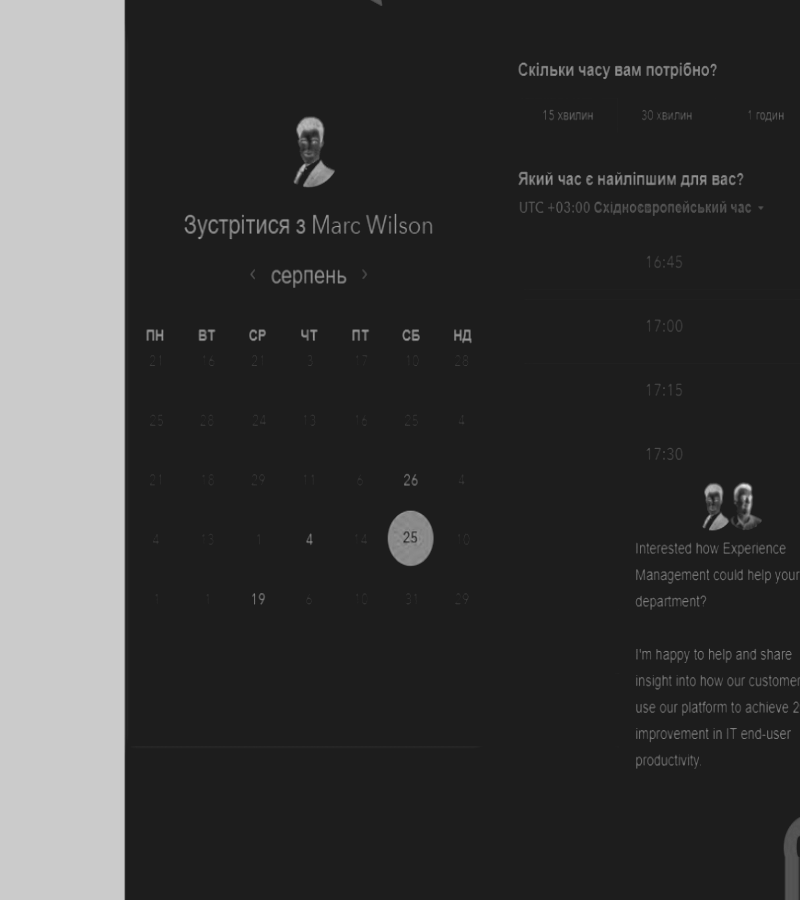 Зустрітися з Marc Wilson
‹ серпень ›
ПН ВТ СР ЧТ ПТ СБ НД
21 16 21 3 17 10 28
25 28 24 13 16 25 4
21 18 29 11 6 26 4
4 13 1 4 14 25 10
1 1 19 6 10 31 29
Скільки часу вам потрібно?
15 хвилин 30 хвилин 1 годин
Який час є найліпшим для вас?
UTC +03:00 Східноєвропейський час
16:45
17:00
17:15
17:30
Interested how Experience
Management could help your
department?
I'm happy to help and share
insight into how our customer
use our platform to achieve 2
improvement in IT end-user
productivity.